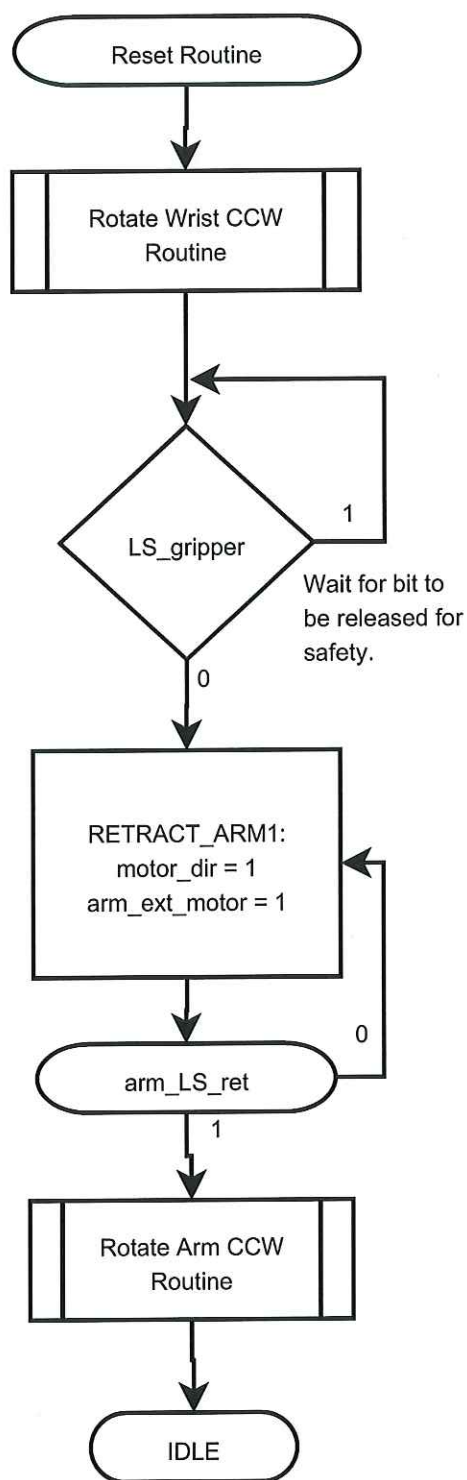 Reset Routine
Rotate Wrist CCW
Routine
1
LS_gripper
Wait for bit to
be released for
safety.
0
RETRACT_ARM1:
motor_dir = 1
arm_ext_motor = 1
0
arm_LS_ret
1
Rotate Arm CCW
Routine
IDLE